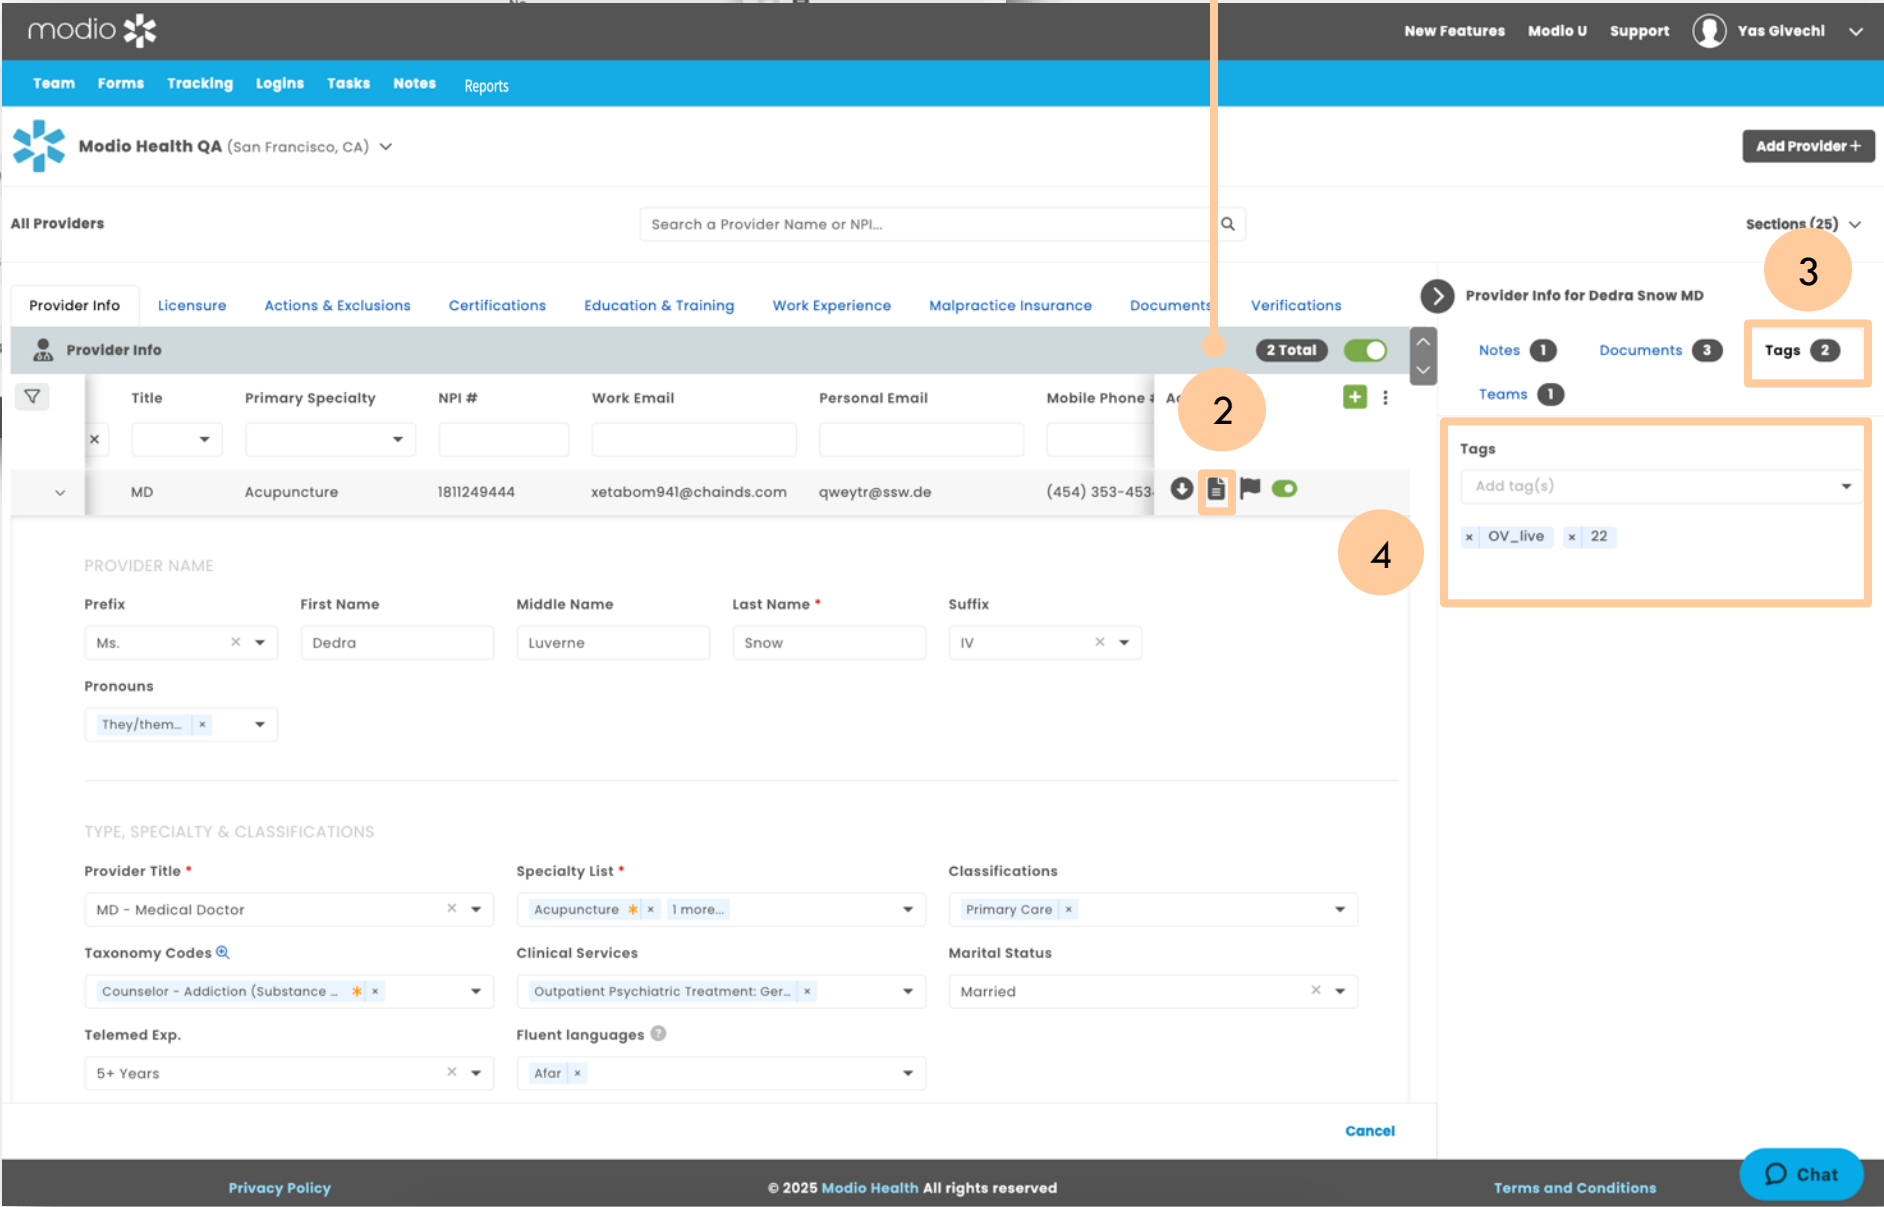 modio
New Features Modio U Support Yas Givechi
Team Forms Tracking Logins Tasks Notes Reports
Modio Health QA (San Francisco, CA)
Add Provider +
All Providers
Search a Provider Name or NPI...
Sections (25)
3
Provider Info Licensure Actions & Exclusions Certifications Education & Training Work Experience Malpractice Insurance Documents Verifications
Provider Info for Dedra Snow MD
Provider Info
2 Total
Notes 1 Documents 3 Tags 2
Teams 1
Title Primary Specialty NPI # Work Email Personal Email Mobile Phone #
2
Tags
Add tag(s)
× OV_live × 22
MD Acupuncture 1811249444 xetabom941@chainds.com qweytr@ssw.de (454) 353-453
4
PROVIDER NAME
Prefix First Name Middle Name Last Name * Suffix
Ms. Dedra Luverne Snow IV
Pronouns
They/them... ×
TYPE, SPECIALTY & CLASSIFICATIONS
Provider Title * Specialty List * Classifications
MD - Medical Doctor Acupuncture * × 1 more... Primary Care ×
Taxonomy Codes Clinical Services Marital Status
Counselor - Addiction (Substance ... * × Outpatient Psychiatric Treatment: Ger... × Married
Telemed Exp. Fluent languages ?
5+ Years Afar ×
Cancel
Privacy Policy © 2025 Modio Health All rights reserved Terms and Conditions
Chat